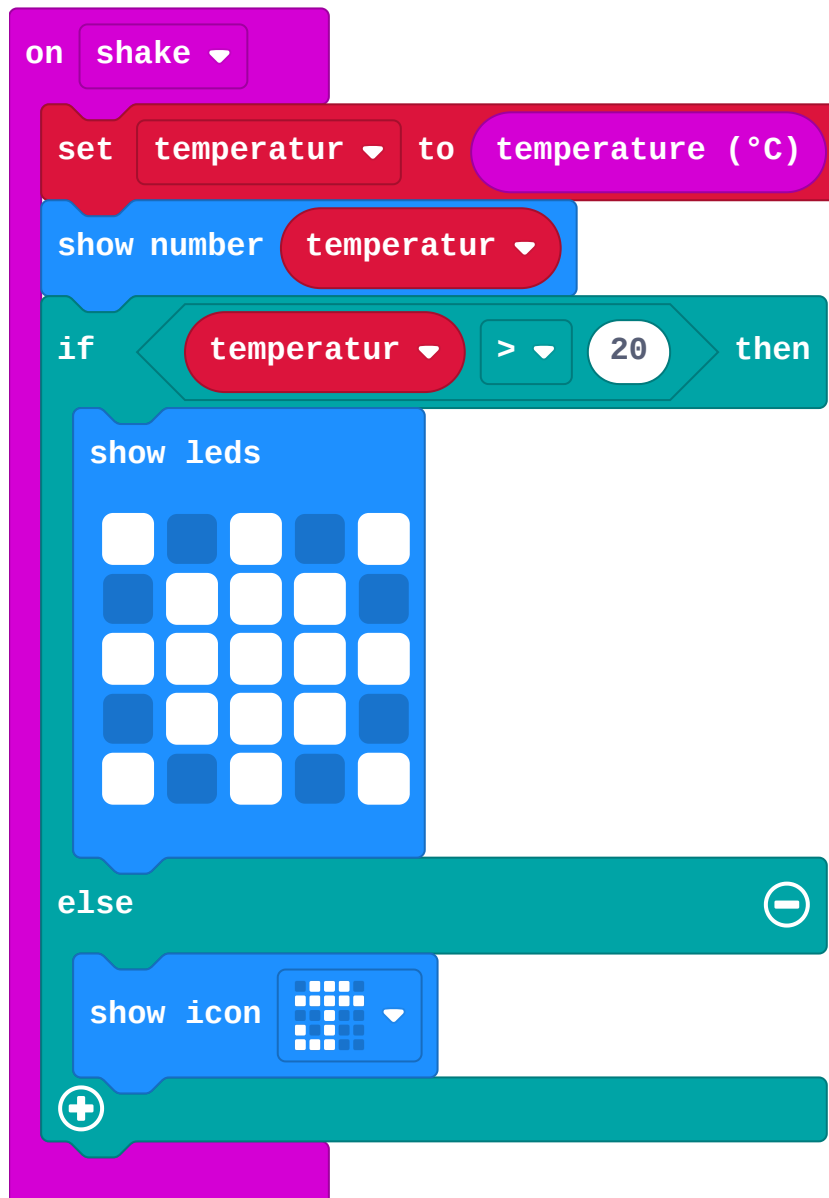 on shake
set temperatur to temperature (°C)
show number temperatur
if temperatur > 20 then
show leds
else
show icon